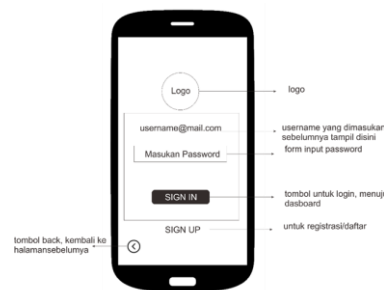 Logo
logo
username@mail.com
username yang dimasukan
sebelumnya tampil disini
Masukan Password
form input password
SIGN IN
tombol untuk login, menuju
dasboard
SIGN UP
untuk registrasi/daftar
tombol back, kembali ke
halamansebelumya